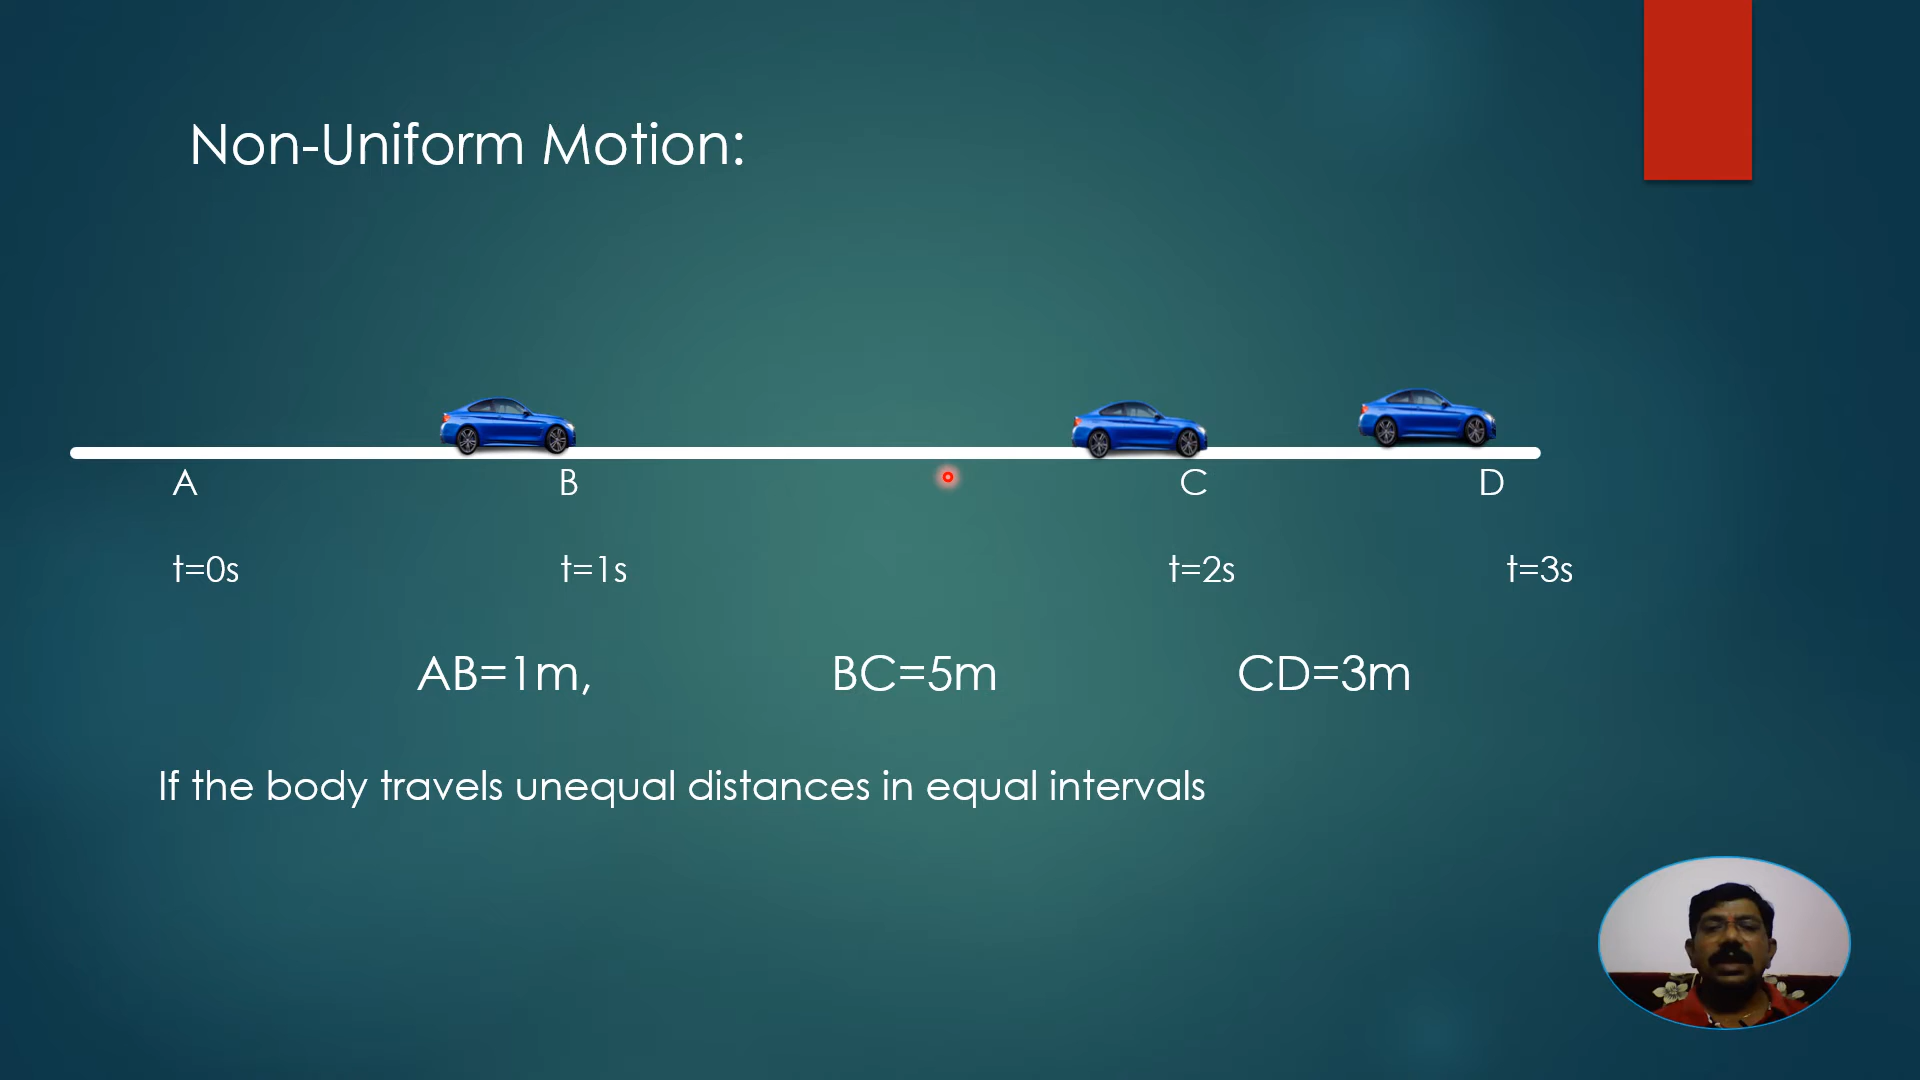 Non-Uniform Motion:
A B C D
t=0s t=1s t=2s t=3s
AB=1m, BC=5m CD=3m
If the body travels unequal distances in equal intervals